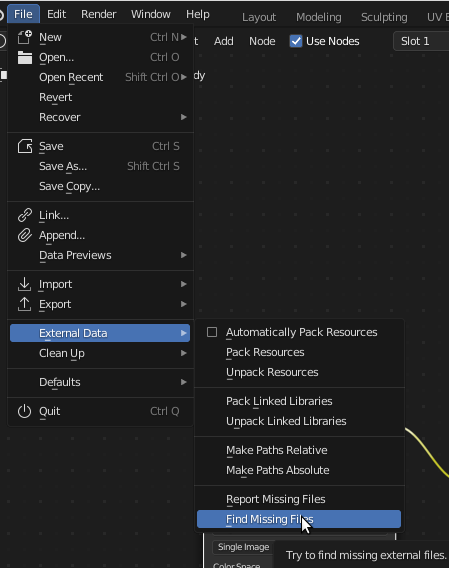 File Edit Render Window Help Layout Modeling Sculpting UV E
New Ctrl N
Add Node Use Nodes Slot 1
Open... Ctrl O
Open Recent Shift Ctrl O
dy
Revert
Recover
Save Ctrl S
Save As... Shift Ctrl S
Save Copy...
Link...
Append...
Data Previews
Import
Export
External Data
Clean Up
Defaults
Quit Ctrl Q
Automatically Pack Resources
Pack Resources
Unpack Resources
Pack Linked Libraries
Unpack Linked Libraries
Make Paths Relative
Make Paths Absolute
Report Missing Files
Find Missing Files
Single Image
Try to find missing external files.
Color Space